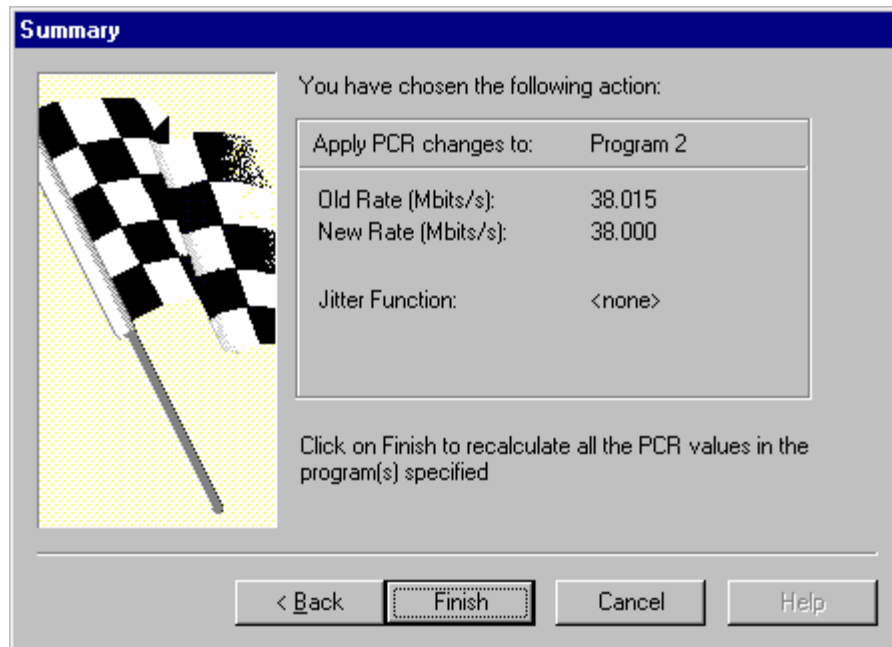 Summary
You have chosen the following action:
Apply PCR changes to: Program 2
Old Rate (Mbits/s): 38.015
New Rate (Mbits/s): 38.000
Jitter Function: <none>
Click on Finish to recalculate all the PCR values in the
program(s) specified
< Back Finish Cancel Help